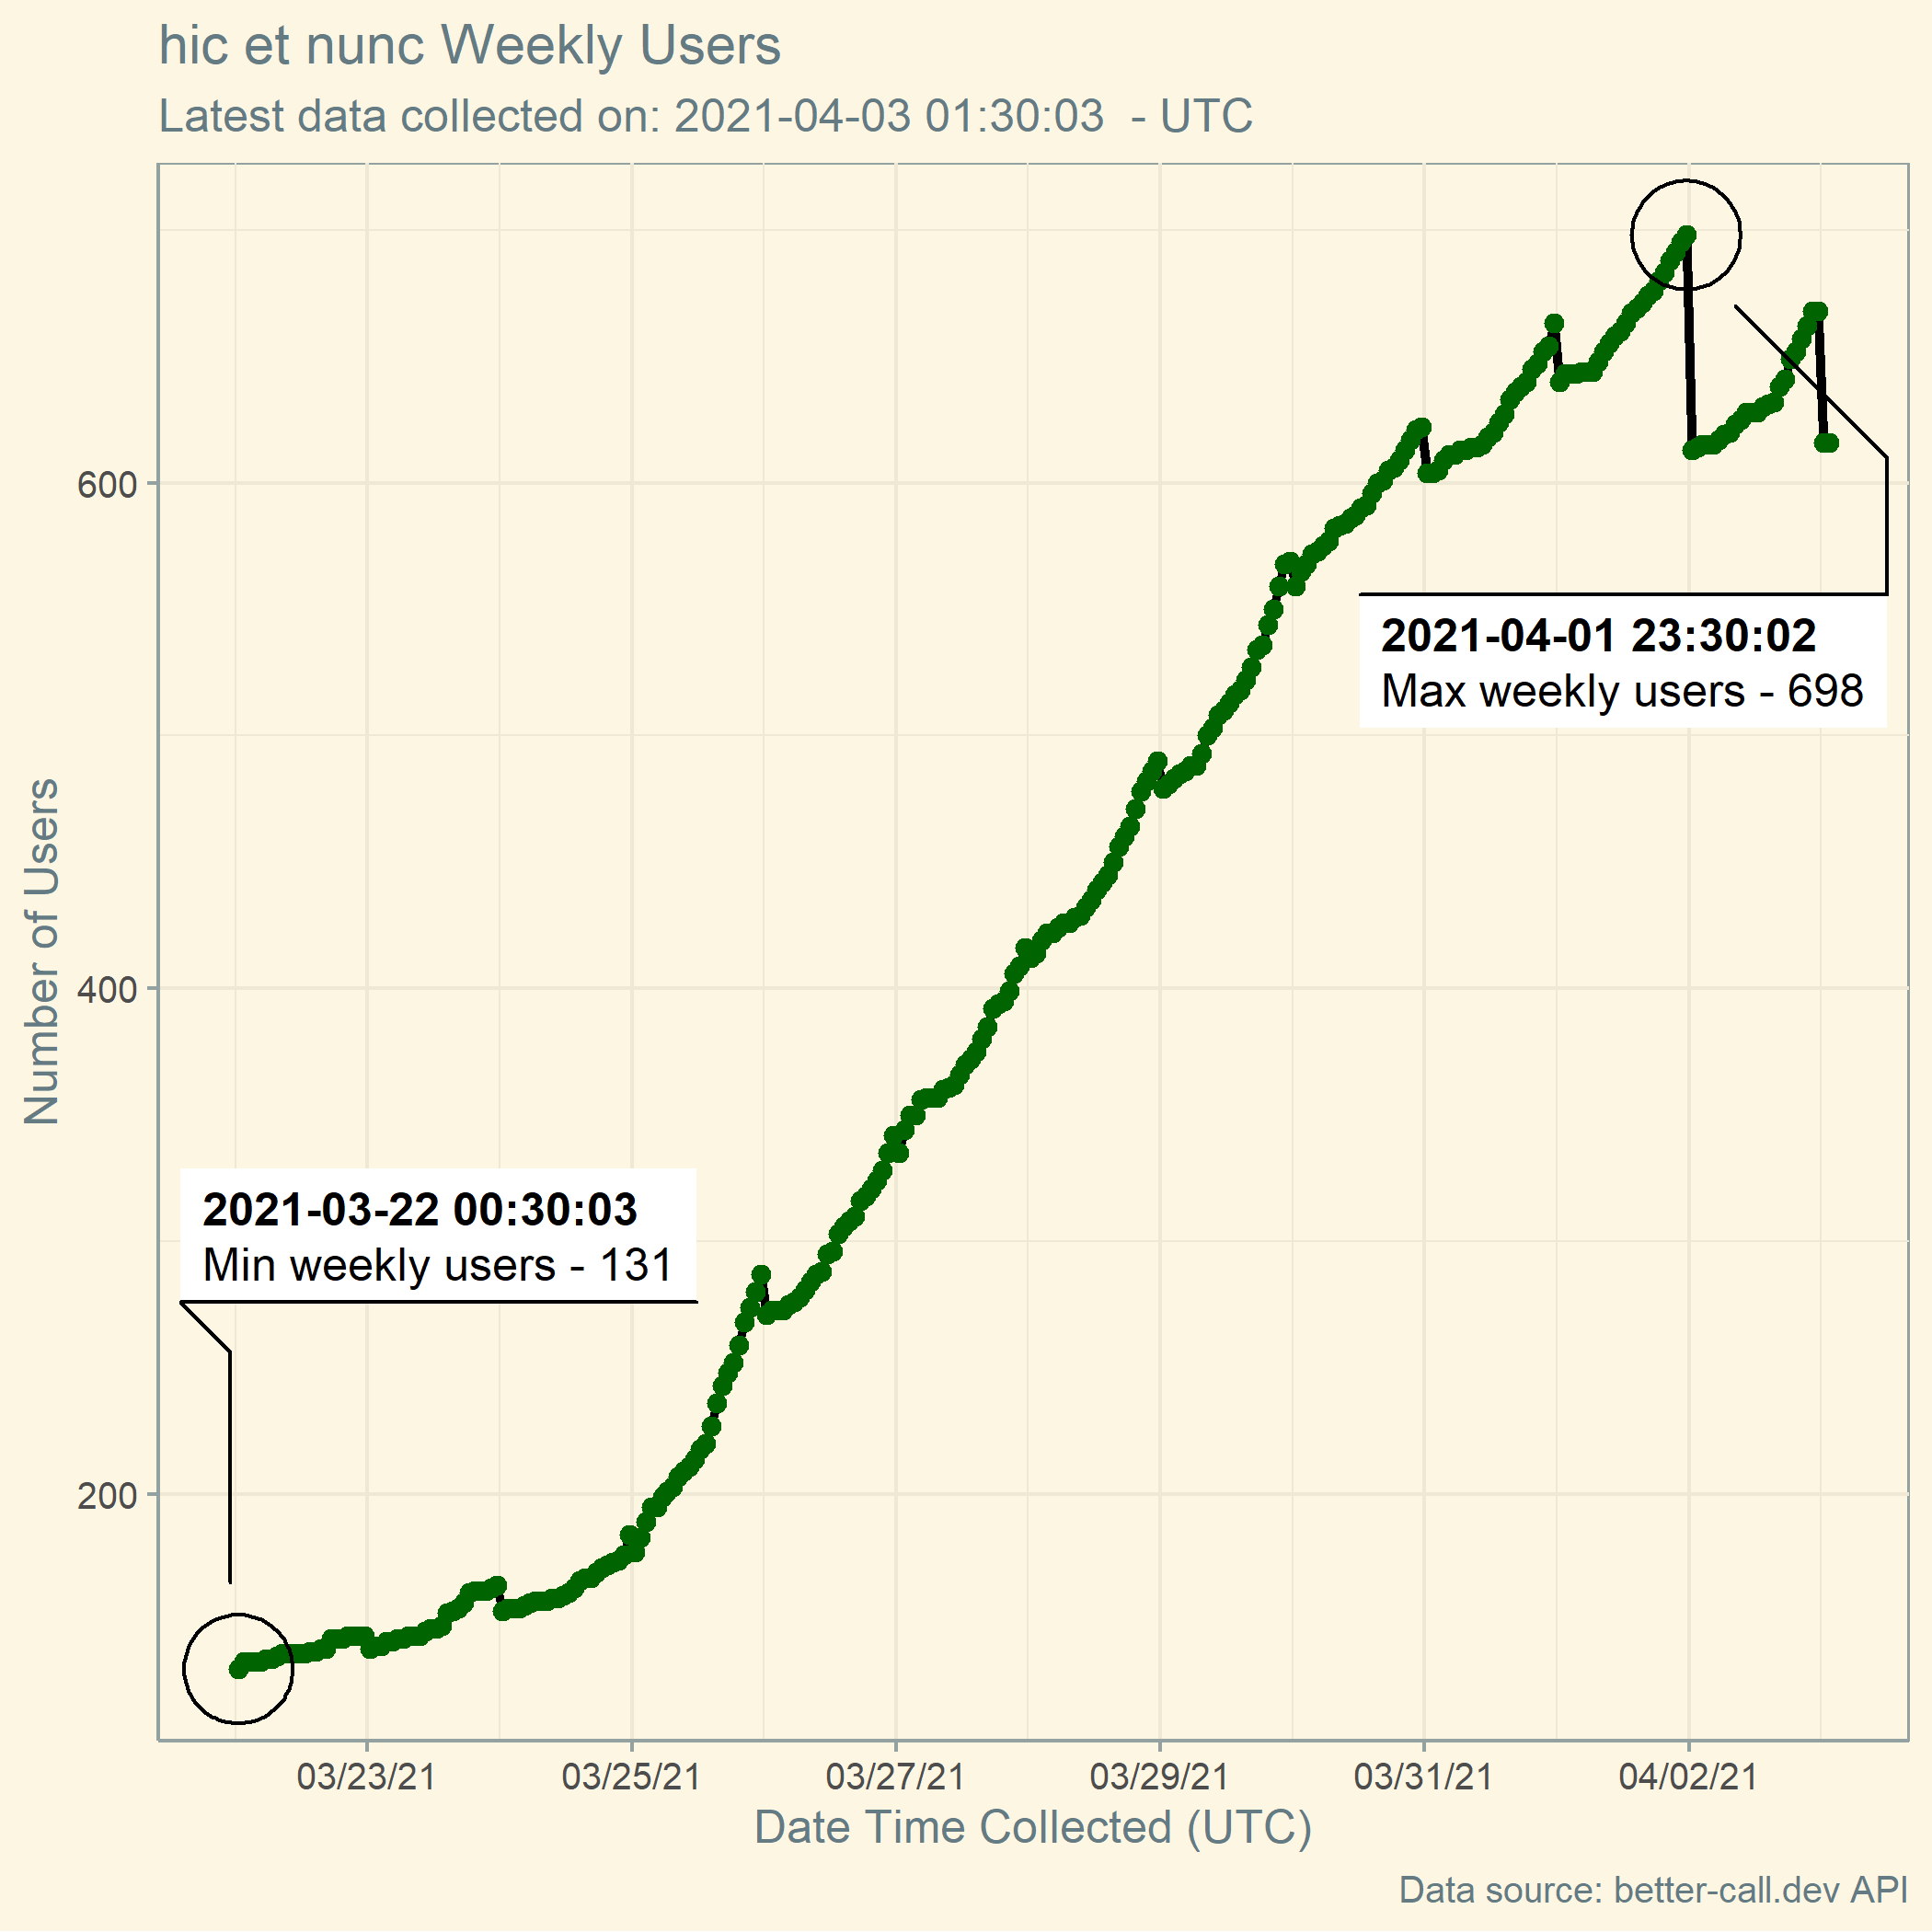 hic et nunc Weekly Users
Latest data collected on: 2021-04-03 01:30:03  - UTC
Number of Users
600
400
200
2021-04-01 23:30:02
Max weekly users - 698
2021-03-22 00:30:03
Min weekly users - 131
03/23/21 03/25/21 03/27/21 03/29/21 03/31/21 04/02/21
Date Time Collected (UTC)
Data source: better-call.dev API